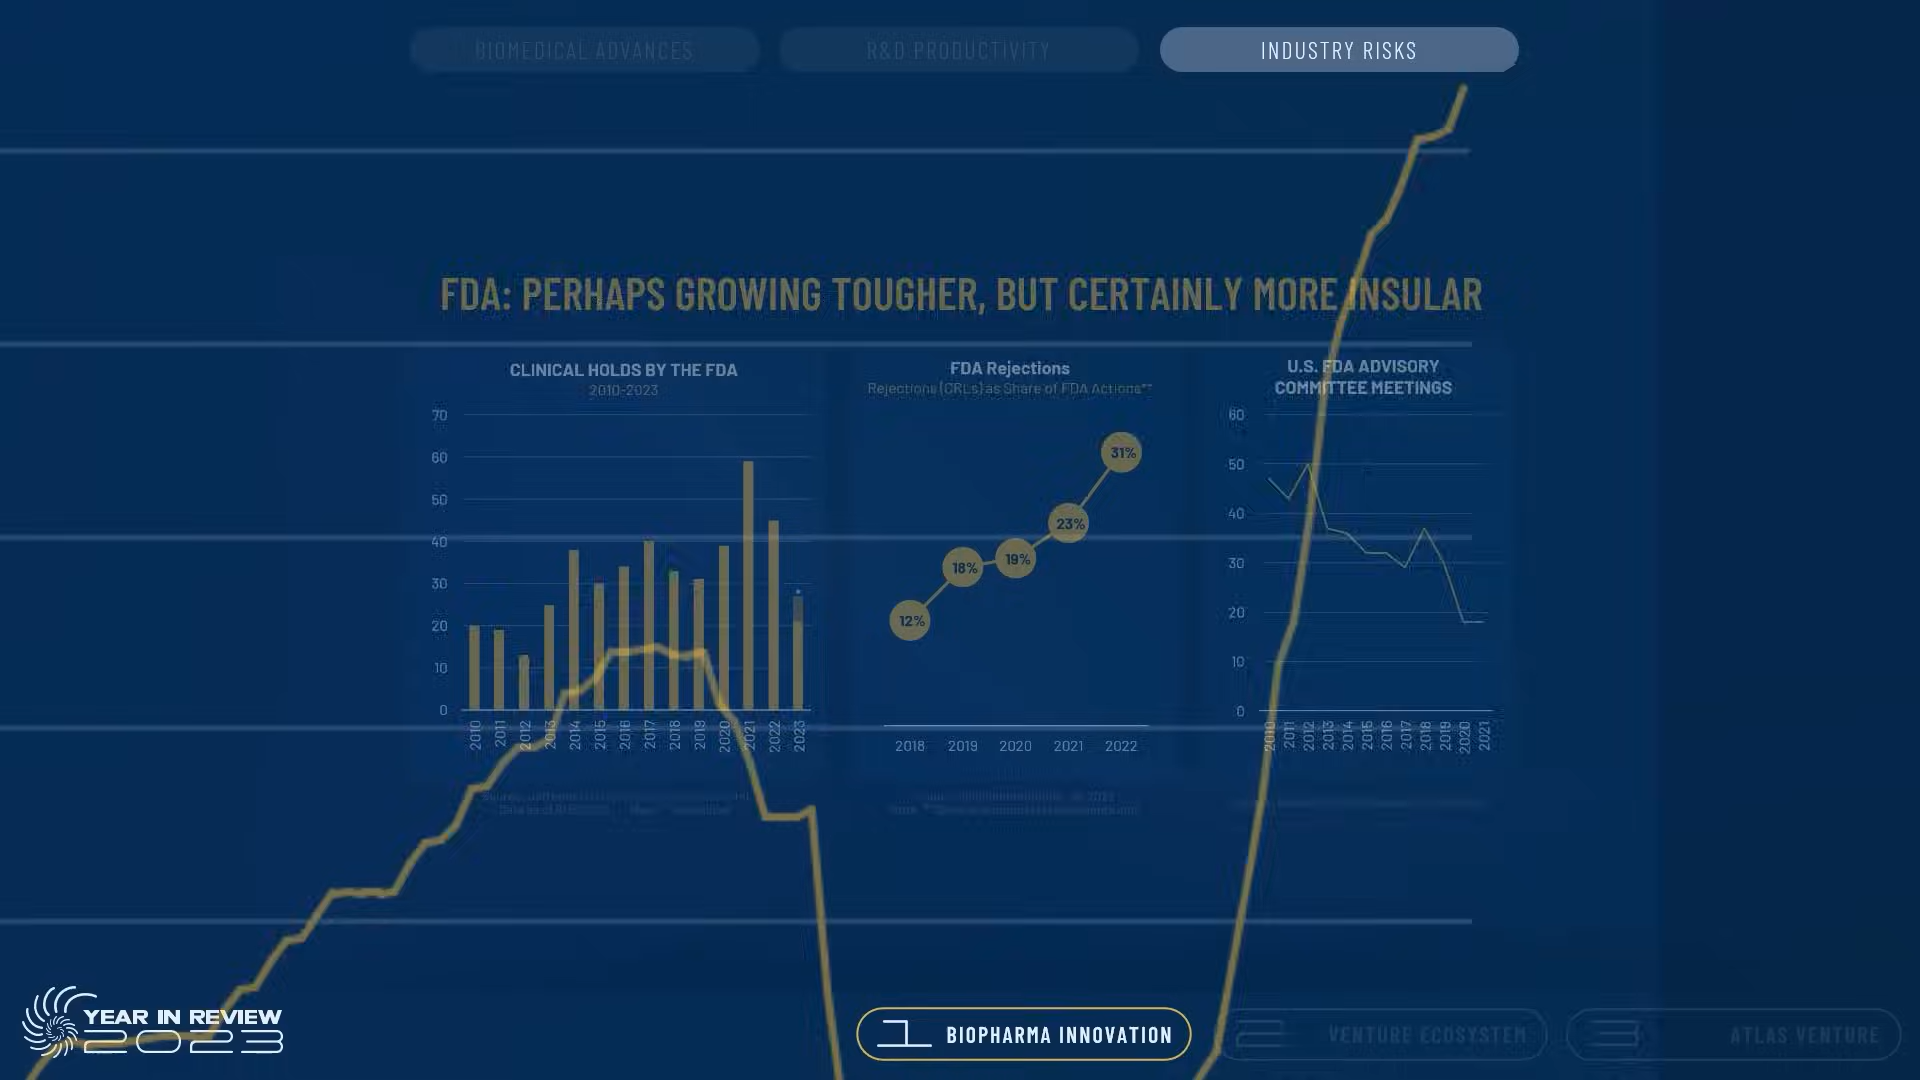 BIOMEDICAL ADVANCES
R&D PRODUCTIVITY
INDUSTRY RISKS
FDA: PERHAPS GROWING TOUGHER, BUT CERTAINLY MORE INSULAR
CLINICAL HOLDS BY THE FDA
2010-2023
70
60
50
40
30
20
10
0
2010 2011 2012 2013 2014 2015 2016 2017 2018 2019 2020 2021 2022 2023
*
FDA Rejections
Rejections (CRLs) as Share of FDA Actions**
12%
18%
19%
23%
31%
2018 2019 2020 2021 2022
U.S. FDA ADVISORY
COMMITTEE MEETINGS
60
50
40
30
20
10
0
2010 2011 2012 2013 2014 2015 2016 2017 2018 2019 2020 2021
YEAR IN REVIEW
2023
1 BIOPHARMA INNOVATION
2 VENTURE ECOSYSTEM
3 ATLAS VENTURE